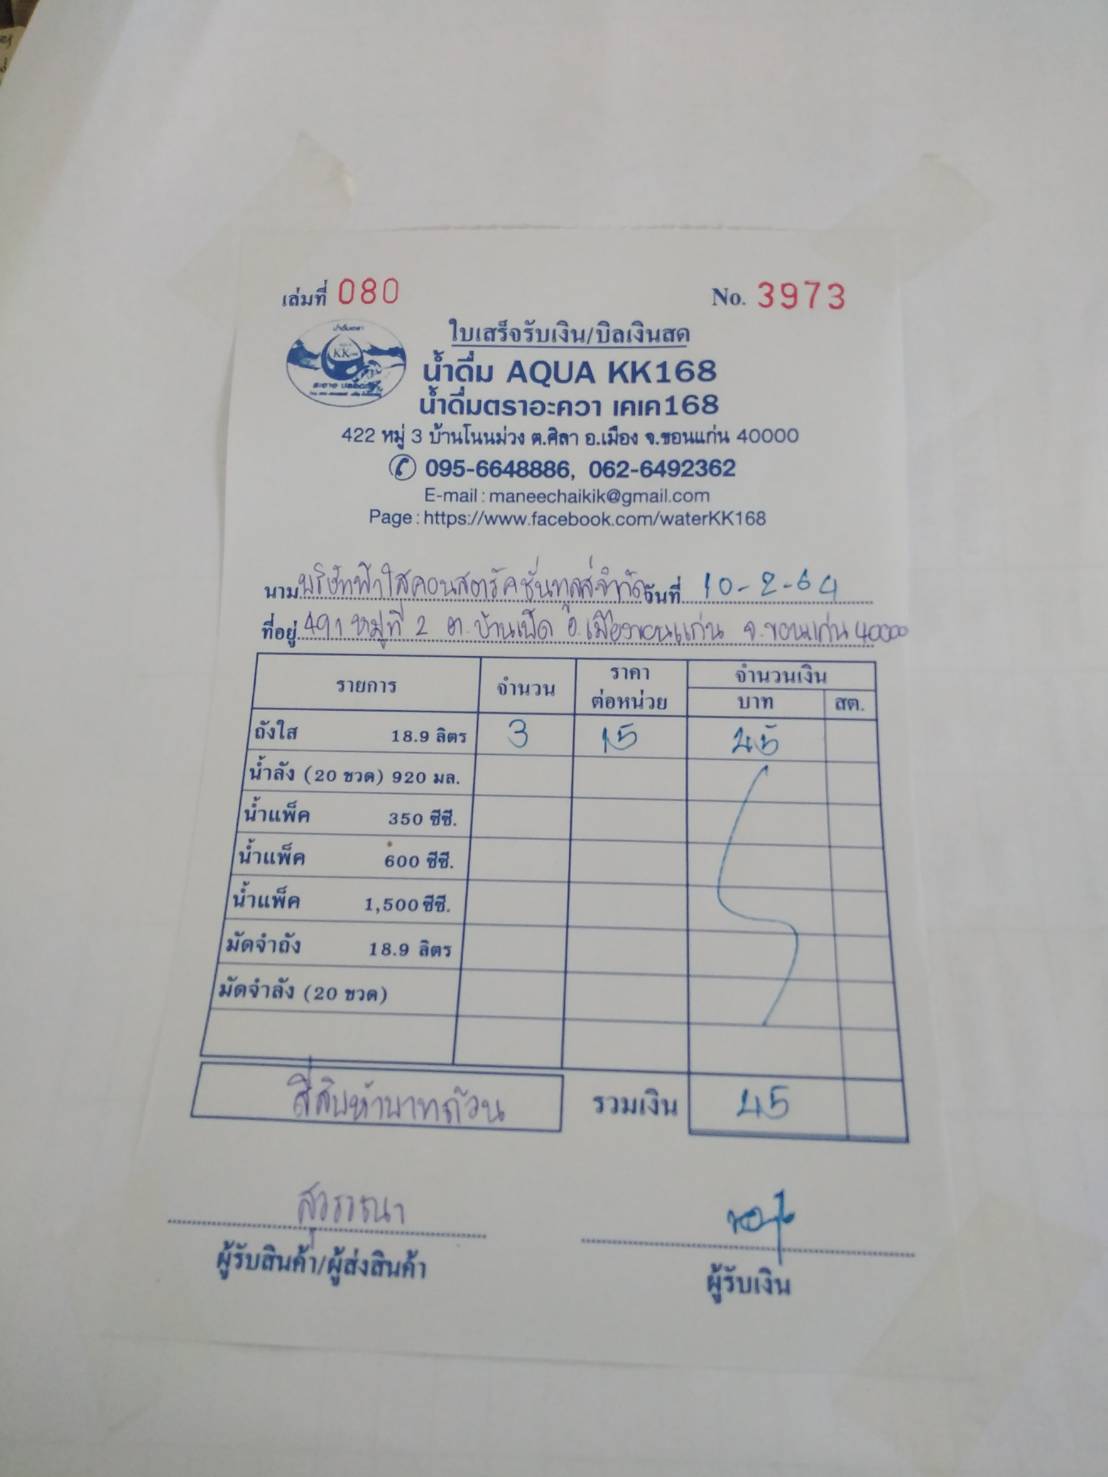 เล่มที่ 080 No. 3973
ใบเสร็จรับเงิน/บิลเงินสด
น้ำดื่ม AQUA KK168
น้ำดื่มตราอะควา เคเค168
422 หมู่ 3 บ้านโนนม่วง ต.ศิลา อ.เมือง จ.ขอนแก่น 40000
095-6648886, 062-6492362
E-mail : maneechaikik@gmail.com
Page : https://www.facebook.com/waterKK168
นาม บริษัทฟ้าใสคอนสตรัคชั่นทูลส์จำกัด วันที่ 10-2-64
ที่อยู่ 491 หมู่ที่ 2 ต.บ้านเป็ด อ.เมืองขอนแก่น จ.ขอนแก่น 40000
รายการ จำนวน ราคา ต่อหน่วย จำนวนเงิน
บาท สต.
ถังใส 18.9 ลิตร 3 15 45
น้ำลัง (20 ขวด) 920 มล.
น้ำแพ็ค 350 ซีซี.
น้ำแพ็ค 600 ซีซี.
น้ำแพ็ค 1,500 ซีซี.
มัดจำถัง 18.9 ลิตร
มัดจำลัง (20 ขวด)
สี่สิบห้าบาทถ้วน รวมเงิน 45
สุวรรณา
ผู้รับสินค้า/ผู้ส่งสินค้า ผู้รับเงิน